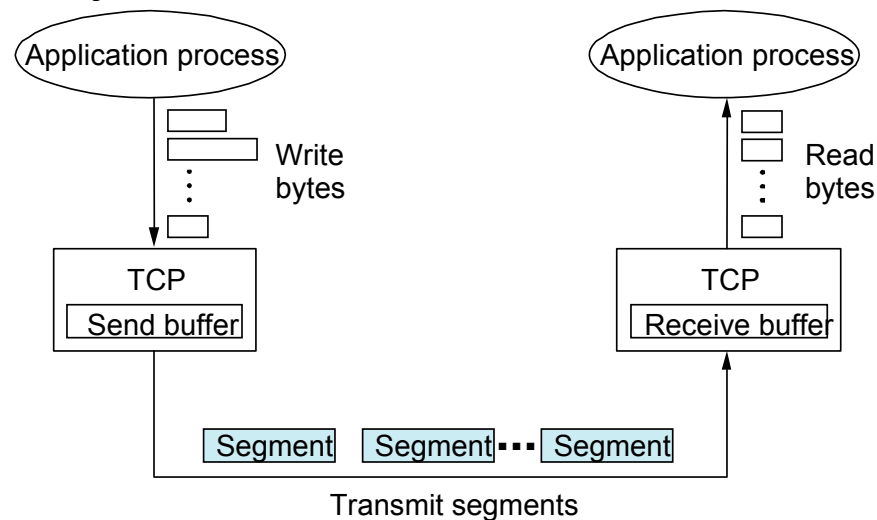 Application process
Application process
Write
bytes
Read
bytes
TCP
Send buffer
TCP
Receive buffer
Segment
Segment
Segment
Transmit segments